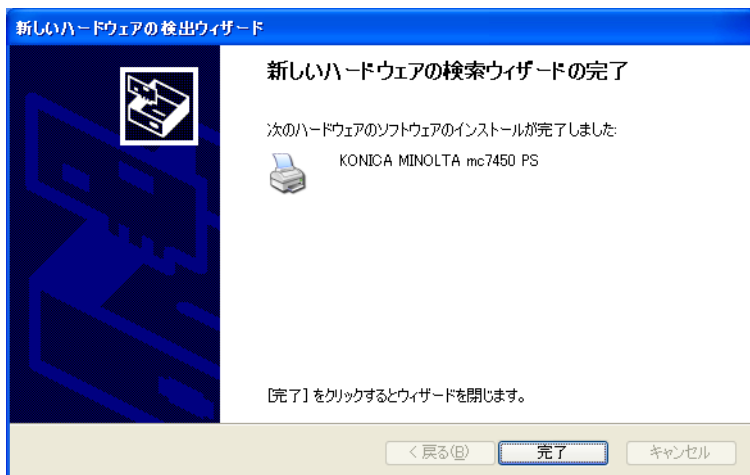 新しいハードウェアの検出ウィザード
新しいハードウェアの検索ウィザードの完了
次のハードウェアのソフトウェアのインストールが完了しました:
KONICA MINOLTA mc7450 PS
[完了] をクリックするとウィザードを閉じます。
< 戻る(B) 完了 キャンセル